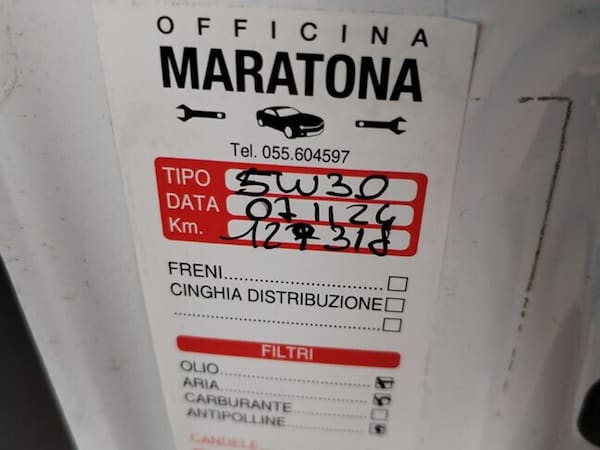 OFFICINA
MARATONA
Tel. 055.604597
TIPO 5W30
DATA 071124
Km. 127318
FRENI
CINGHIA DISTRIBUZIONE
FILTRI
OLIO
ARIA
CARBURANTE
ANTIPOLLINE
CANDELE